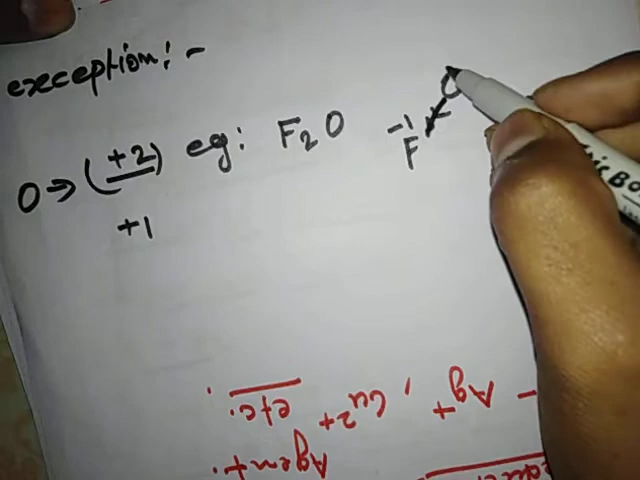 exception:-
O → (+2) eg: F₂O
+1
O
-1
F
- Ag⁺, Cu²⁺ etc.
Agent.